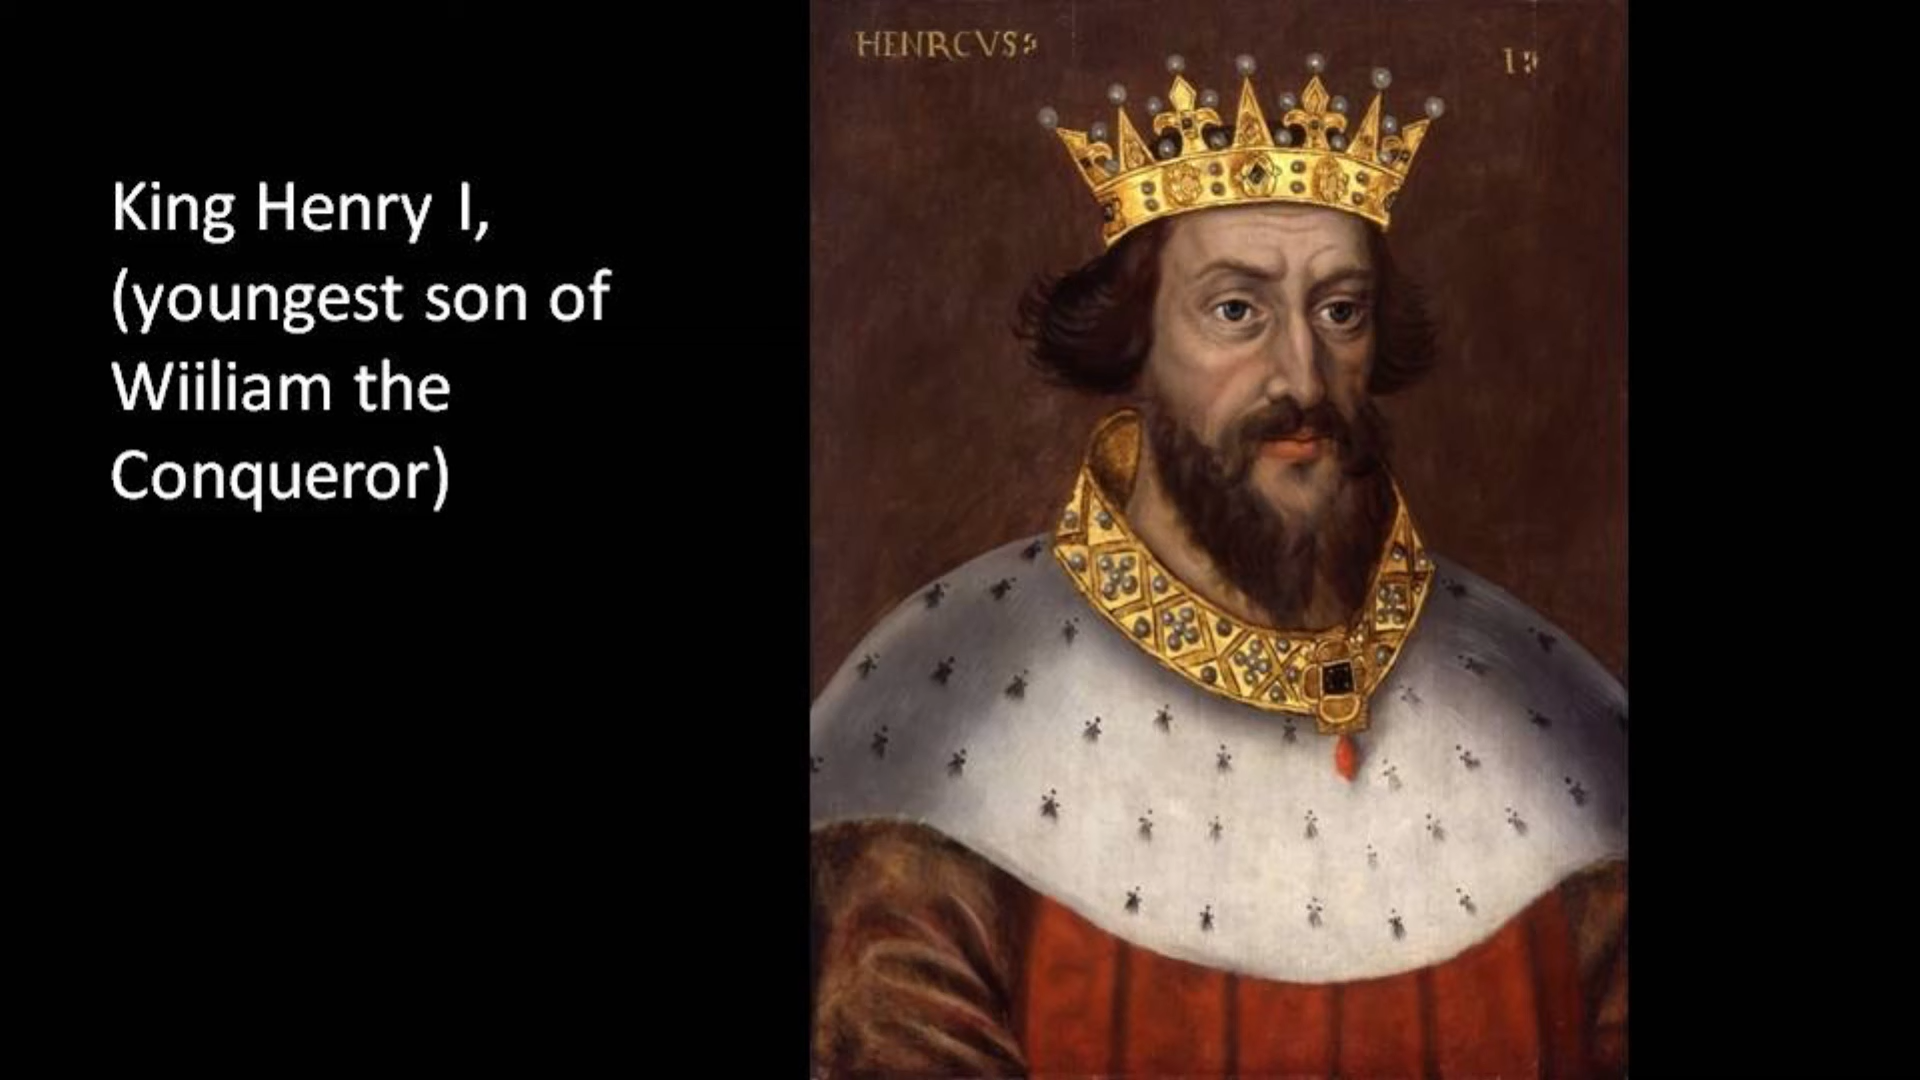 HENRCVS
King Henry I,
(youngest son of
Wiiliam the
Conqueror)